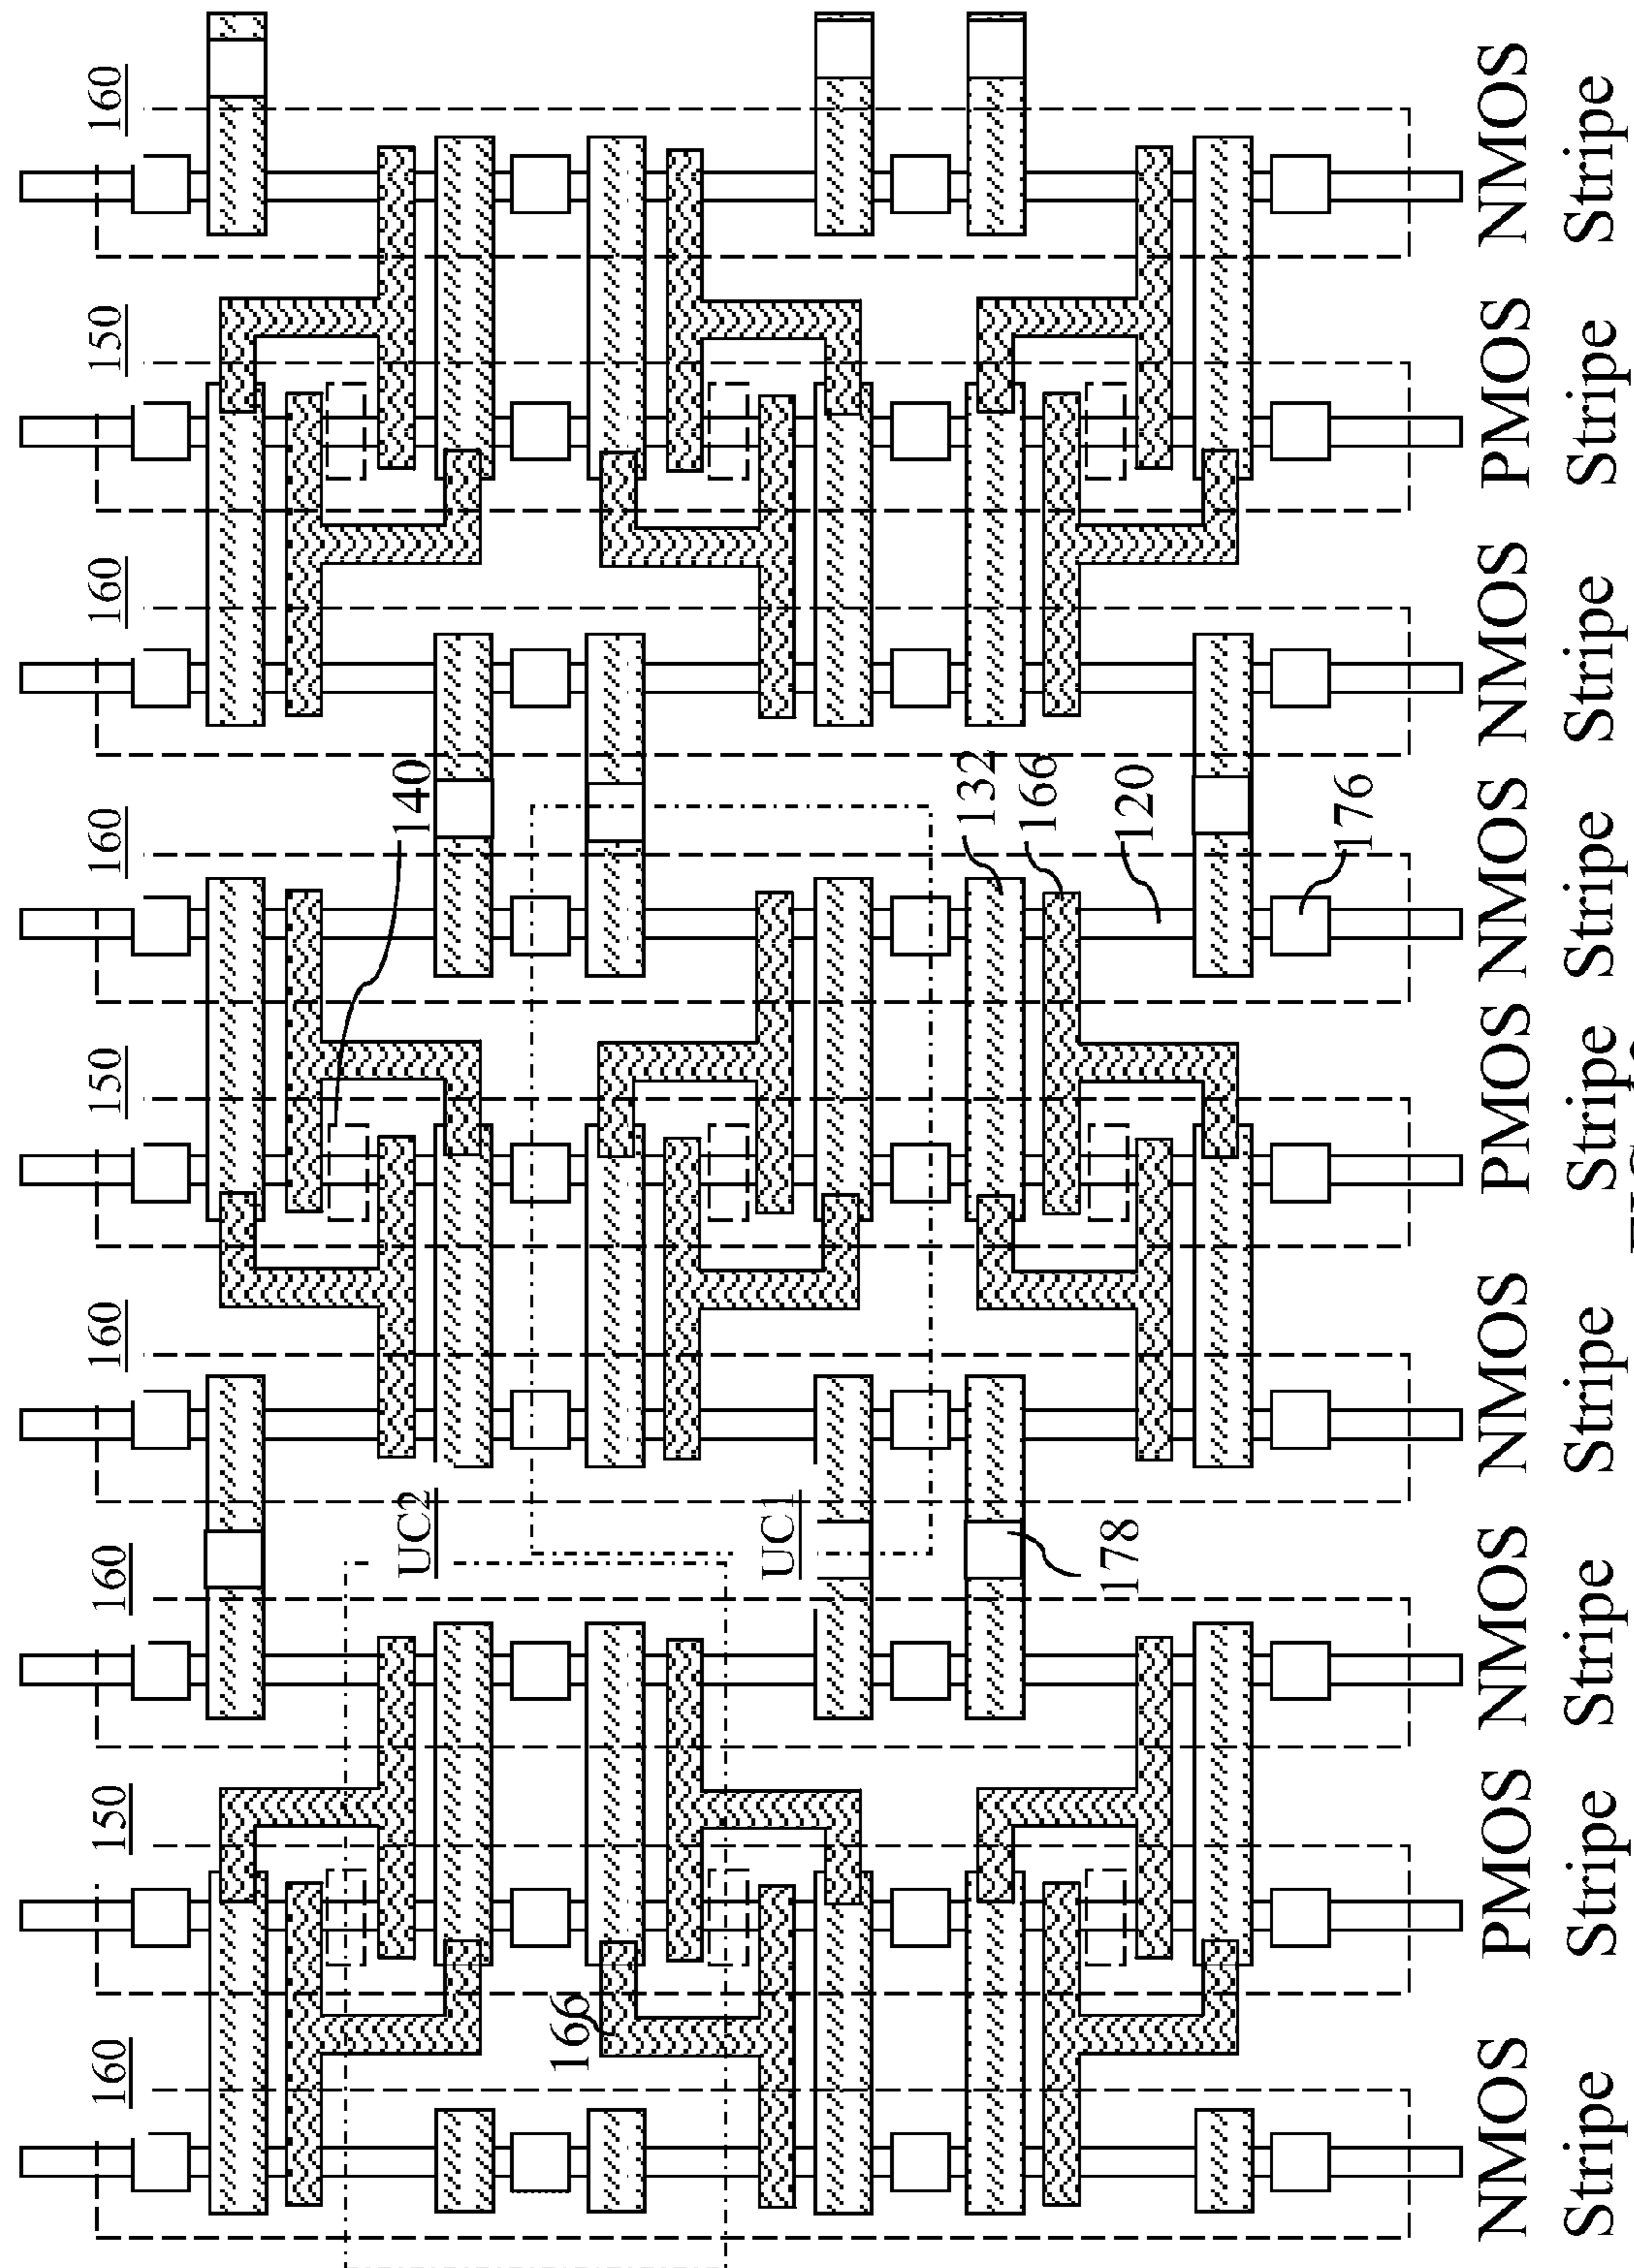 160 150 160 160 150 160 160 150 160
UC2
140
166
UC1
132
166
178
120
176
NMOS PMOS NMOS NMOS PMOS NMOS NMOS PMOS NMOS
Stripe Stripe Stripe Stripe Stripe Stripe Stripe Stripe Stripe